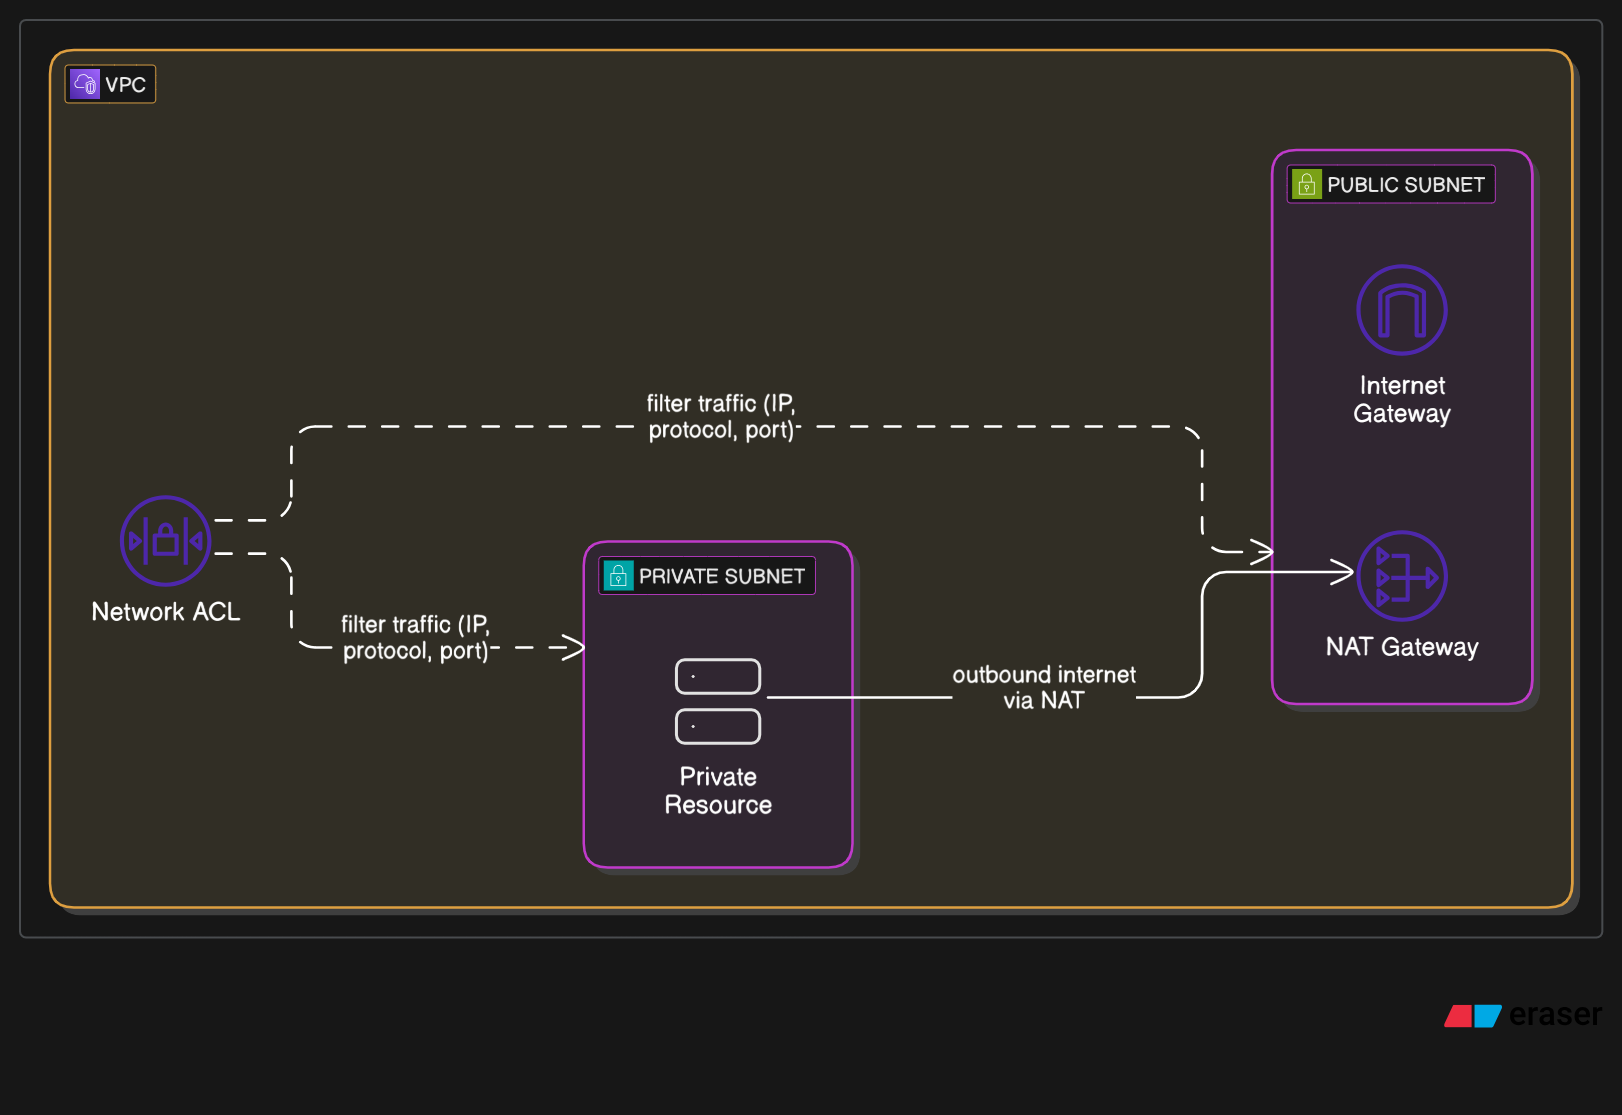 VPC
PUBLIC SUBNET
Internet
Gateway
filter traffic (IP,
protocol, port)
Network ACL
PRIVATE SUBNET
filter traffic (IP,
protocol, port)
NAT Gateway
outbound internet
via NAT
Private
Resource
eraser